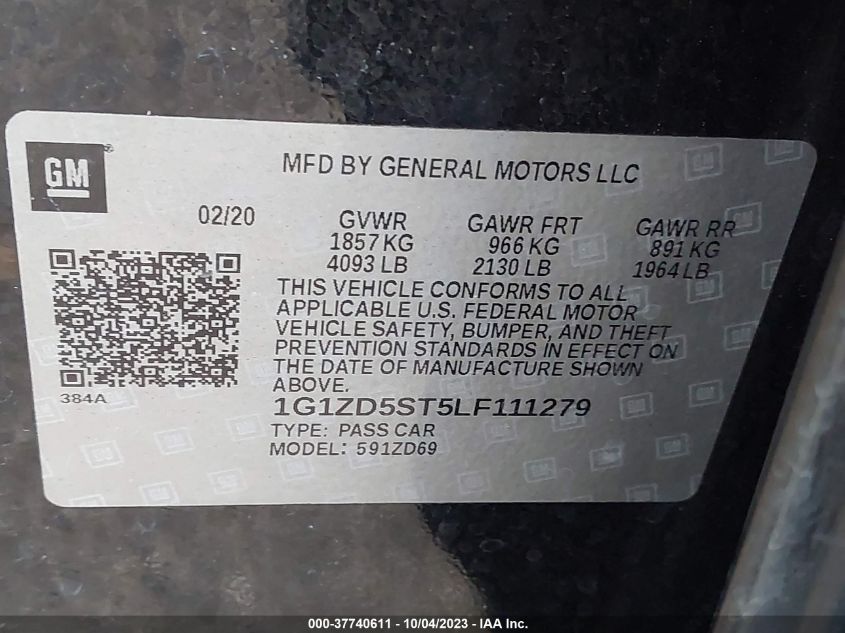 GM®
MFD BY GENERAL MOTORS LLC
02/20
GVWR
1857 KG
4093 LB
GAWR FRT
966 KG
2130 LB
GAWR RR
891 KG
1964 LB
THIS VEHICLE CONFORMS TO ALL
APPLICABLE U.S. FEDERAL MOTOR
VEHICLE SAFETY, BUMPER, AND THEFT
PREVENTION STANDARDS IN EFFECT ON
THE DATE OF MANUFACTURE SHOWN
ABOVE.
384A
1G1ZD5ST5LF111279
TYPE: PASS CAR
MODEL: 591ZD69
000-37740611 - 10/04/2023 - IAA Inc.